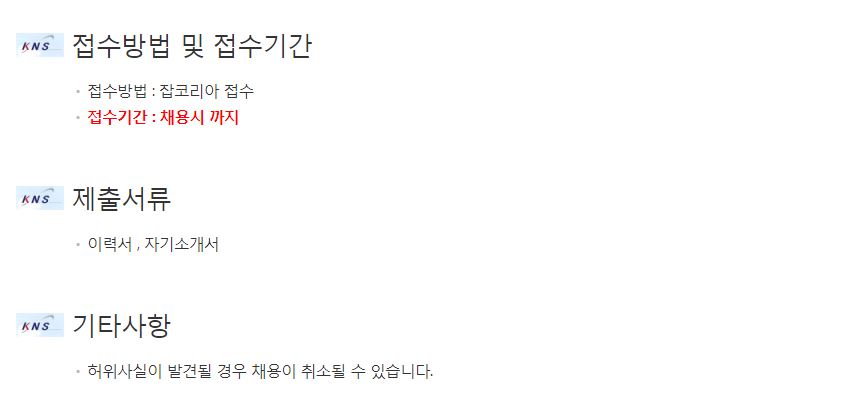 KNS 접수방법 및 접수기간
• 접수방법 : 잡코리아 접수
• 접수기간 : 채용시 까지
KNS 제출서류
• 이력서 , 자기소개서
KNS 기타사항
• 허위사실이 발견될 경우 채용이 취소될 수 있습니다.